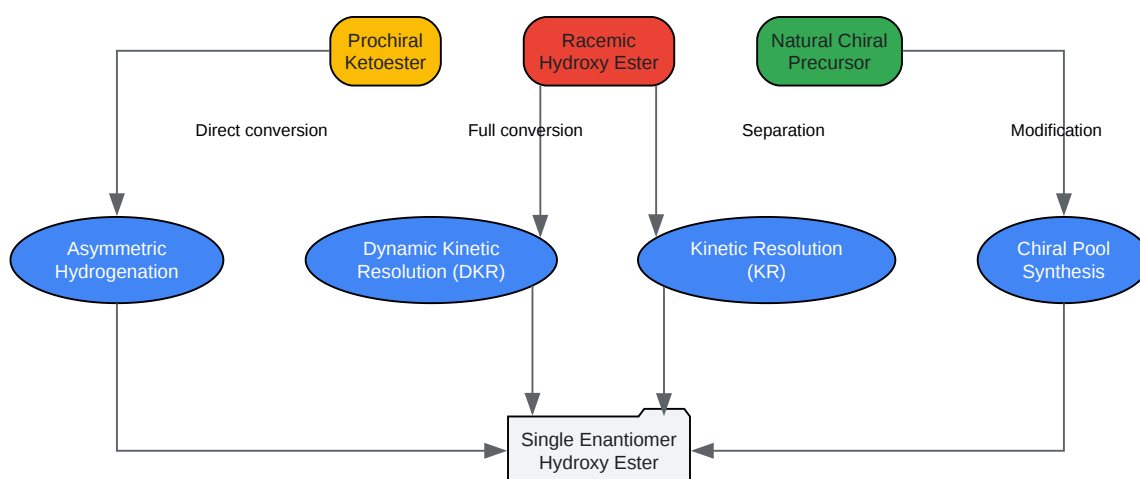 Prochiral
Ketoester
Racemic
Hydroxy Ester
Natural Chiral
Precursor
Direct conversion
Full conversion
Separation
Modification
Asymmetric
Hydrogenation
Dynamic Kinetic
Resolution (DKR)
Kinetic Resolution
(KR)
Chiral Pool
Synthesis
Single Enantiomer
Hydroxy Ester